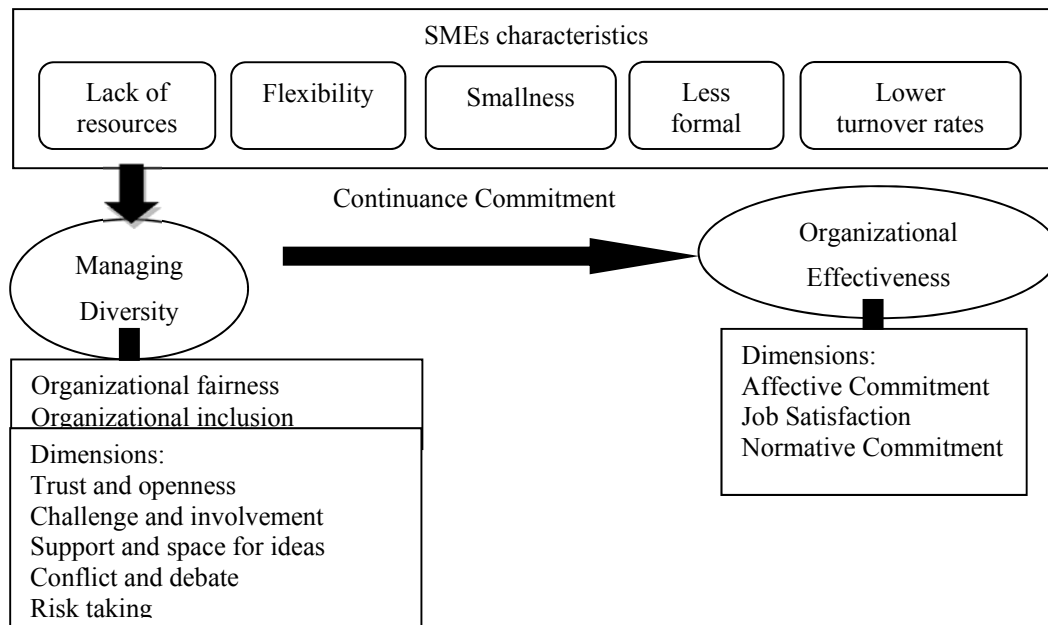 SMEs characteristics
Lack of
resources
Flexibility
Smallness
Less
formal
Lower
turnover rates
Continuance Commitment
Managing
Diversity
Organizational
Effectiveness
Organizational fairness
Organizational inclusion
Dimensions:
Trust and openness
Challenge and involvement
Support and space for ideas
Conflict and debate
Risk taking
Dimensions:
Affective Commitment
Job Satisfaction
Normative Commitment